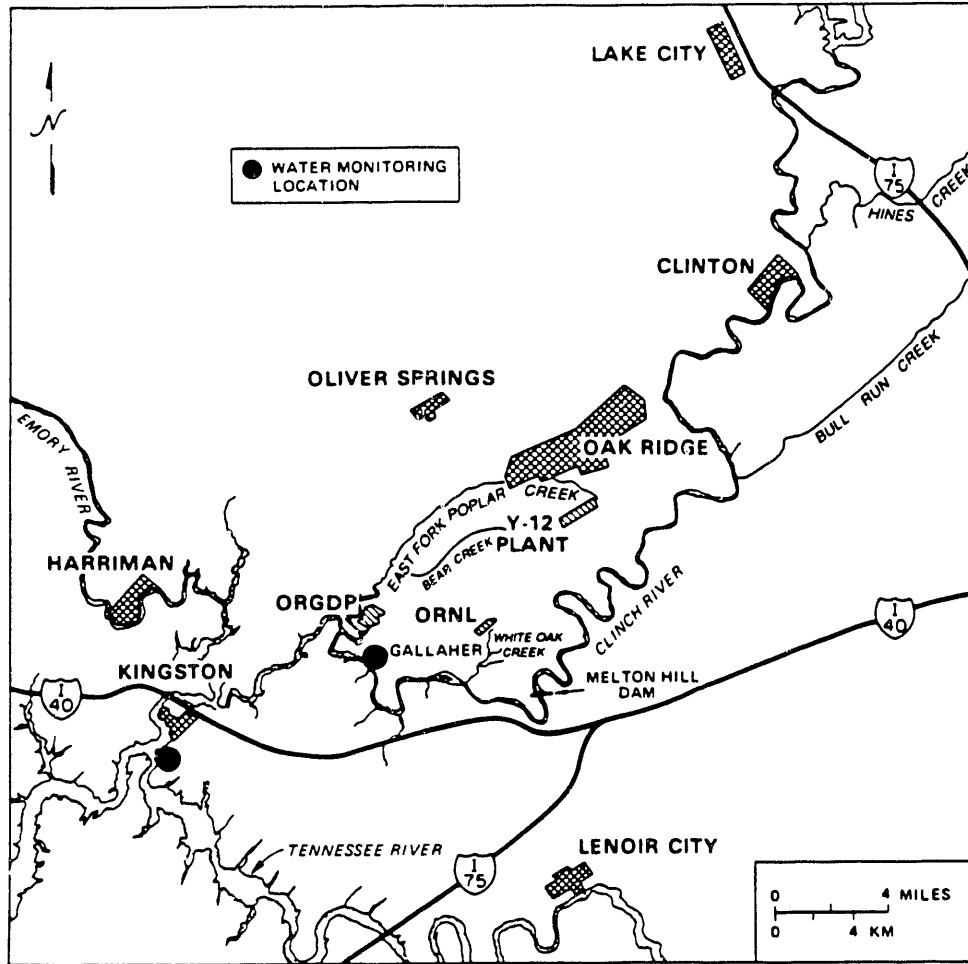 LAKE CITY
N
WATER MONITORING
LOCATION
I
75
HINES
CREEK
CLINTON
OLIVER SPRINGS
BULL RUN CREEK
EMORY RIVER
OAK RIDGE
EAST FORK POPLAR CREEK
Y-12
PLANT
BEAR CREEK
HARRIMAN
ORGDP
ORNL
CLINCH RIVER
I
40
GALLAHER
WHITE OAK
CREEK
KINGSTON
MELTON HILL
DAM
I
40
TENNESSEE RIVER
I
75
LENOIR CITY
0 4 MILES
0 4 KM